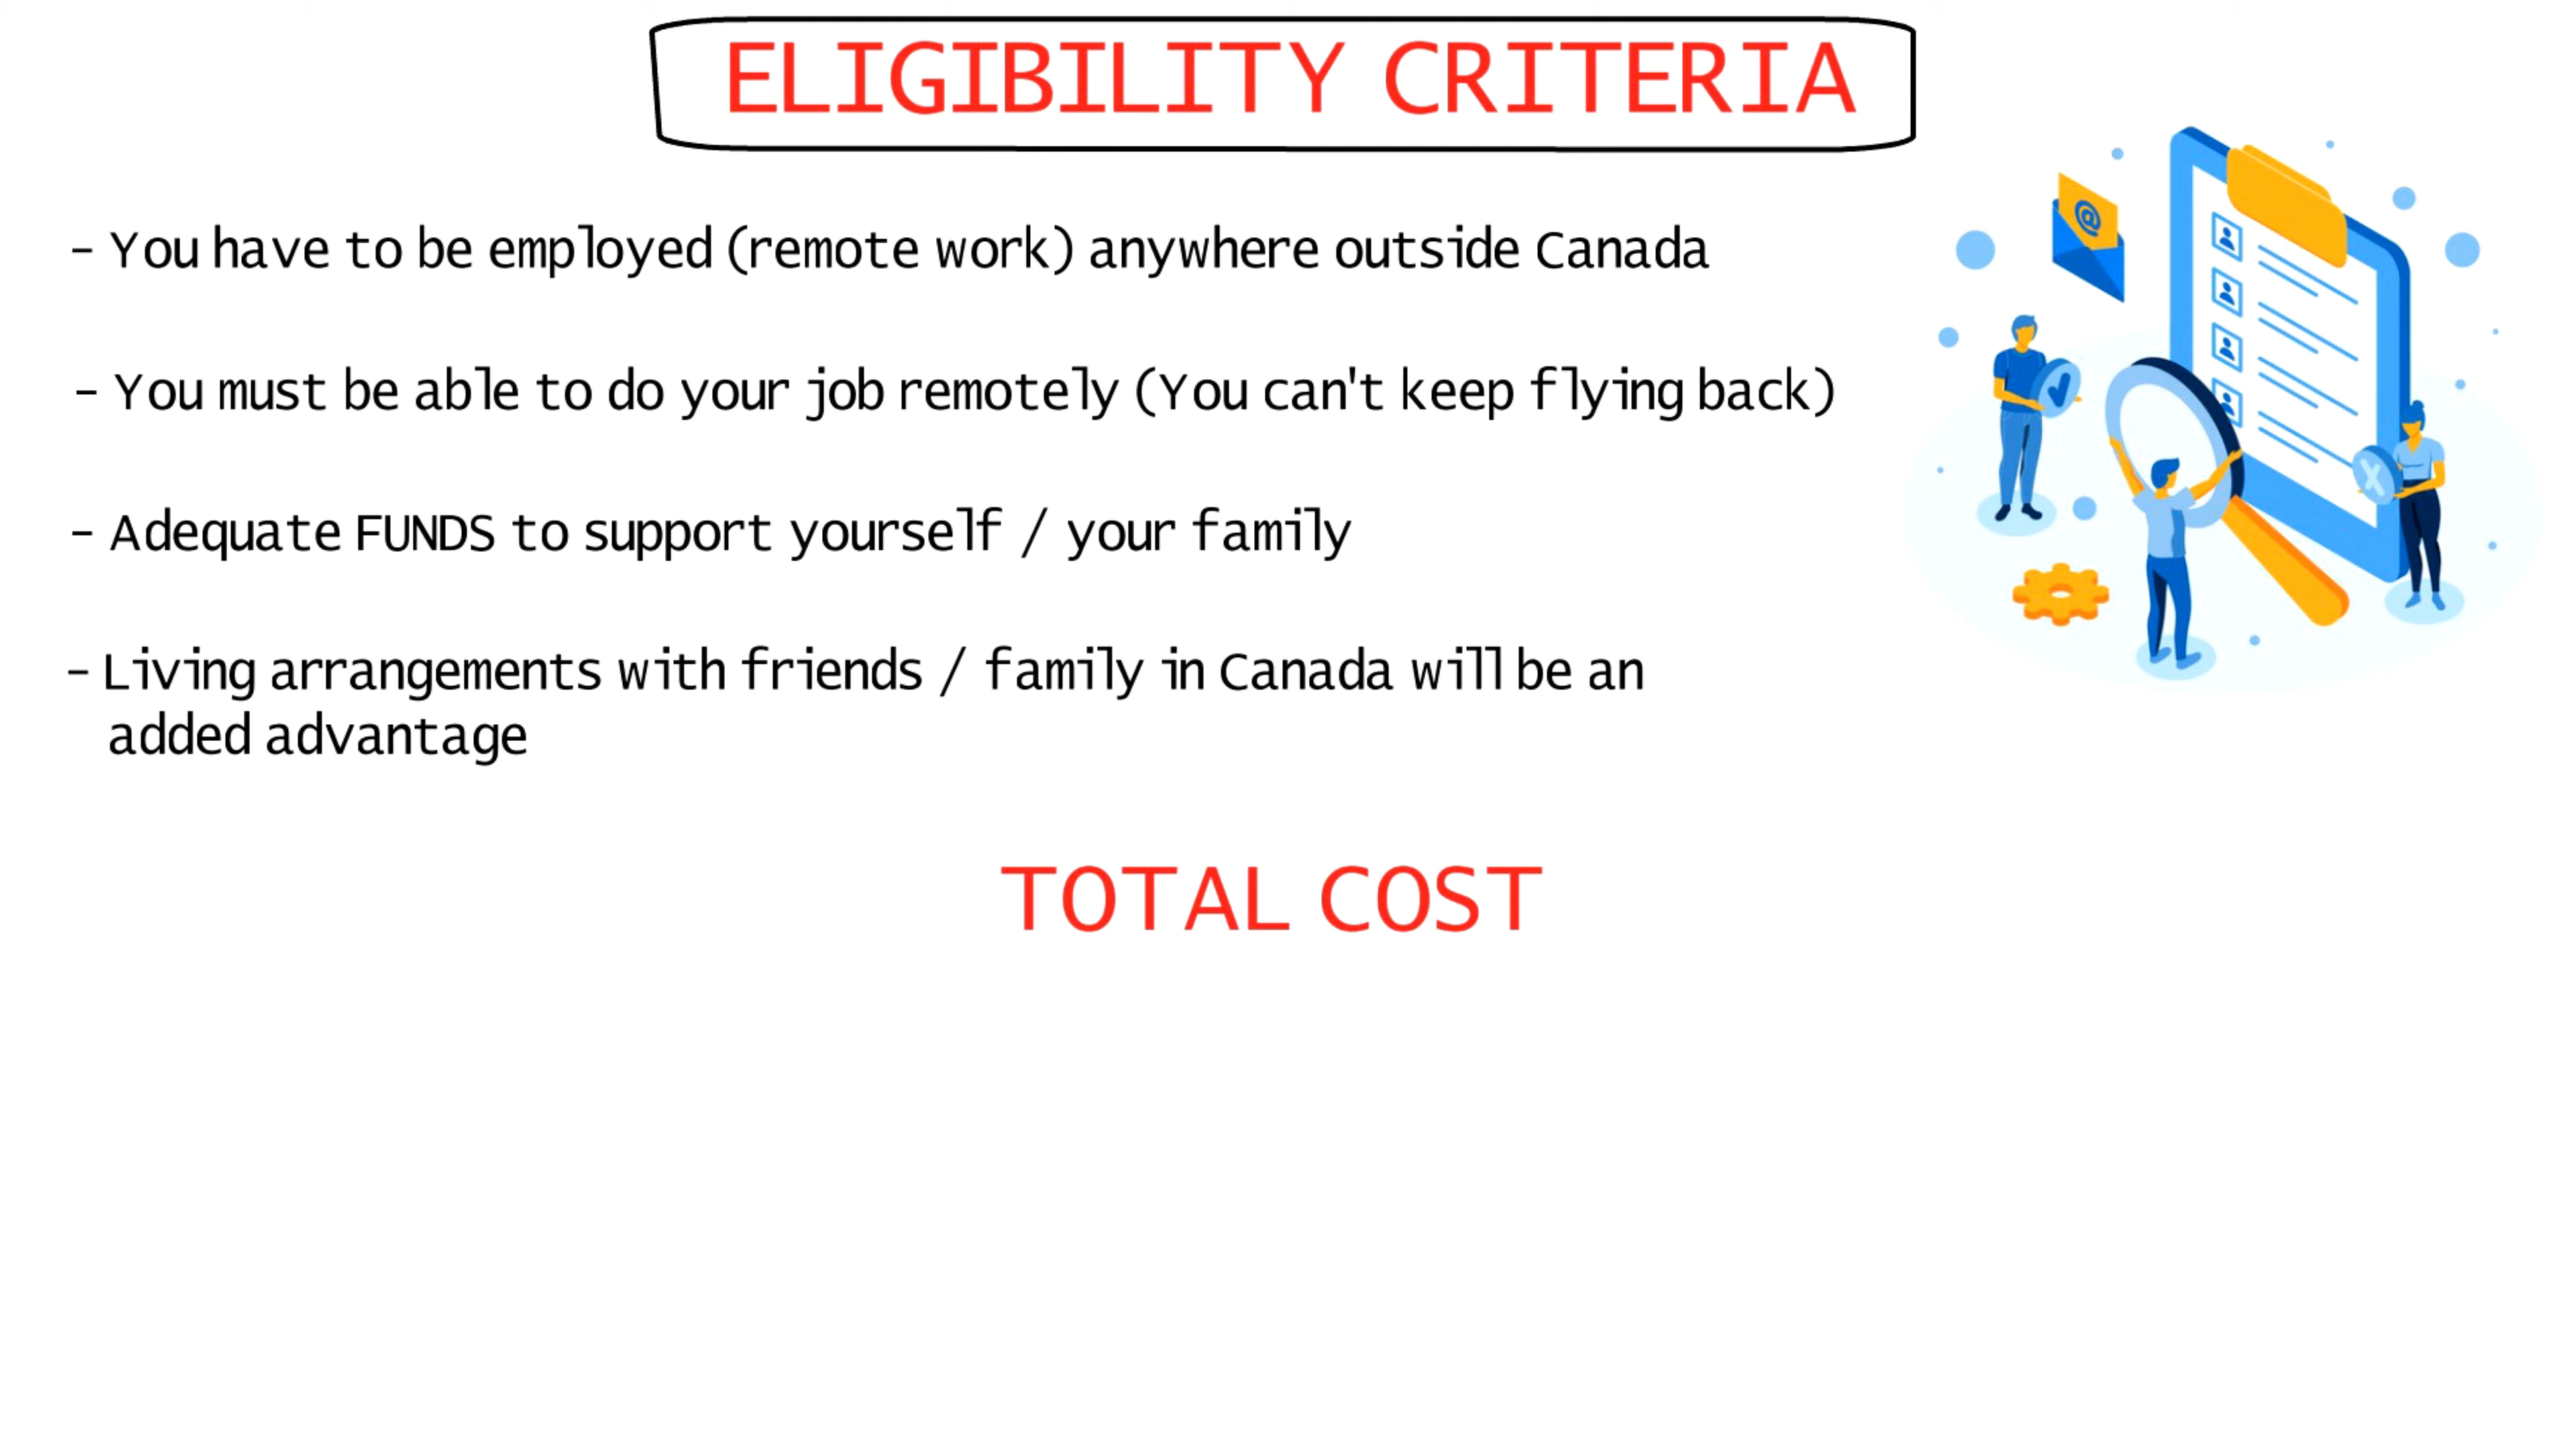 ELIGIBILITY CRITERIA
- You have to be employed (remote work) anywhere outside Canada
- You must be able to do your job remotely (You can't keep flying back)
- Adequate FUNDS to support yourself / your family
- Living arrangements with friends / family in Canada will be an
added advantage
TOTAL COST